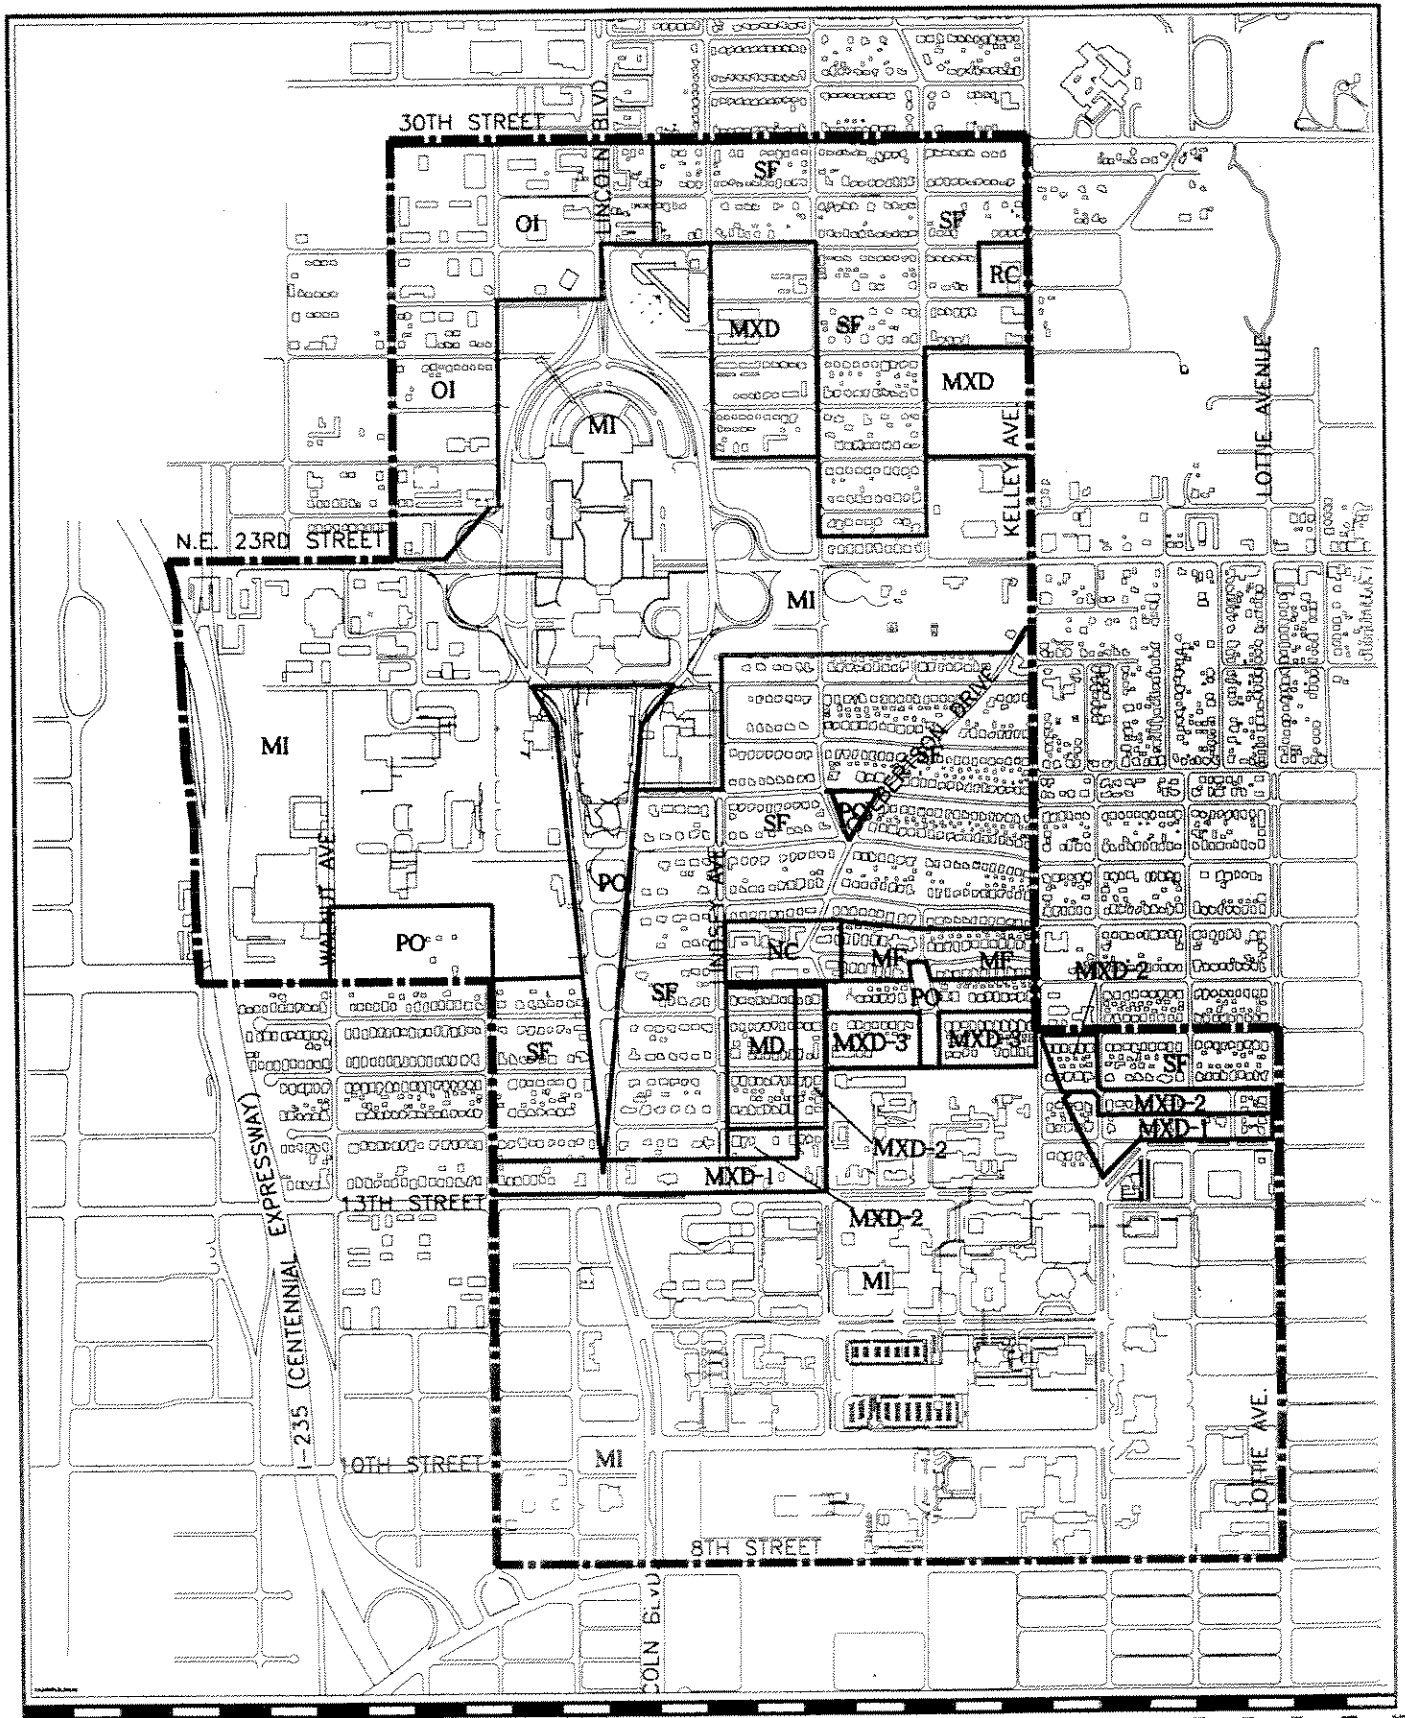 30TH STREET
LINCOLN BLVD.
SF
OI
SF
RC
MXD
SF
OI
MXD
MI
KELLEY AVE.
LOTTIE AVENUE
N.E. 23RD STREET
MI
MI
DRIVE
SF
PO
SF
WALNUT AVE.
PO
LINDSEY AVE.
PO
NC
MF
MF
MXD-2
SF
PO
SF
MD
MXD-3
MXD-3
SF
MXD-2
MXD-1
MXD-2
MXD-1
13TH STREET
MXD-2
I-235 (CENTENNIAL EXPRESSWAY)
MI
LOTTIE AVE.
10TH STREET
MI
8TH STREET
COLN BLVD